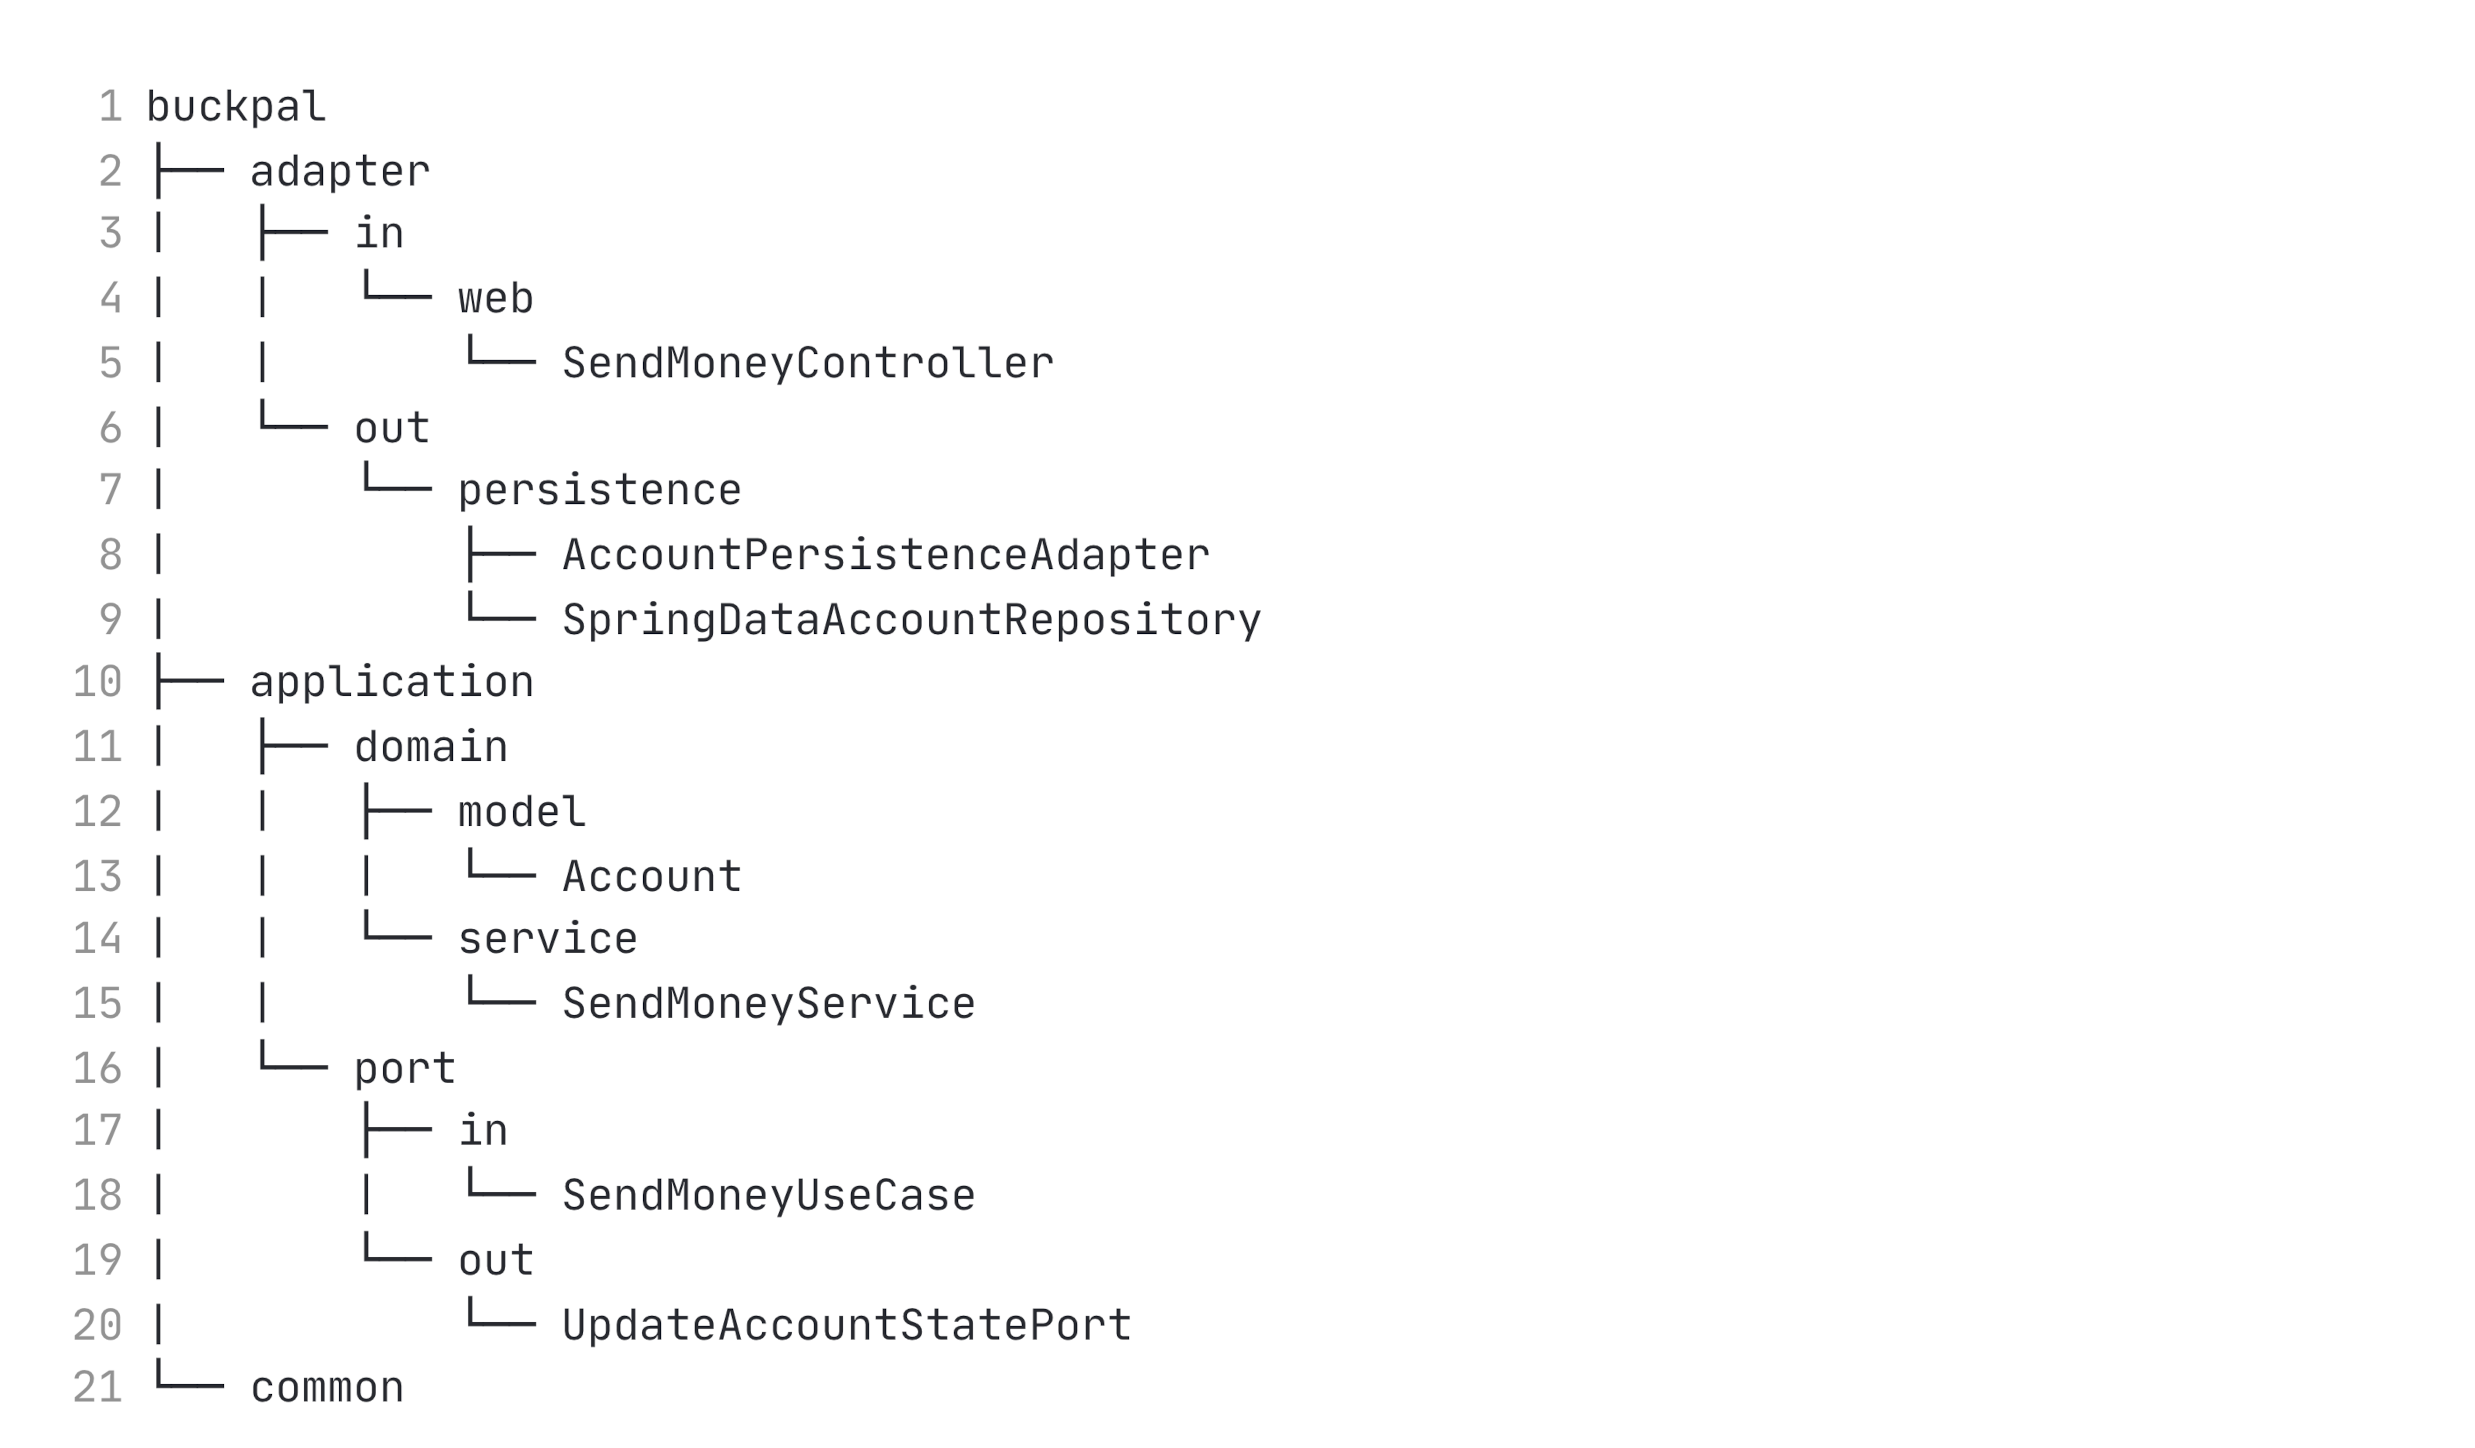 1 buckpal
2 ├── adapter
3 │   ├── in
4 │   │   └── web
5 │   │       └── SendMoneyController
6 │   └── out
7 │       └── persistence
8 │           ├── AccountPersistenceAdapter
9 │           └── SpringDataAccountRepository
10 ├── application
11 │   ├── domain
12 │   │   ├── model
13 │   │   │   └── Account
14 │   │   └── service
15 │   │       └── SendMoneyService
16 │   └── port
17 │       ├── in
18 │       │   └── SendMoneyUseCase
19 │       └── out
20 │           └── UpdateAccountStatePort
21 └── common